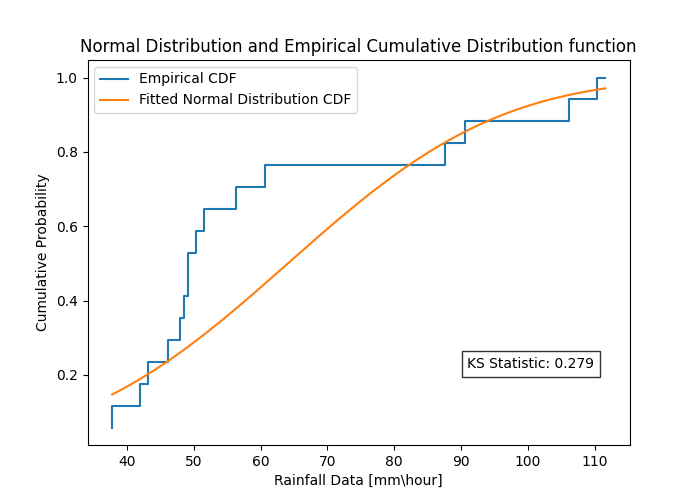 Normal Distribution and Empirical Cumulative Distribution function
Empirical CDF
Fitted Normal Distribution CDF
1.0
0.8
0.6
0.4
0.2
Cumulative Probability
KS Statistic: 0.279
40 50 60 70 80 90 100 110
Rainfall Data [mm\hour]